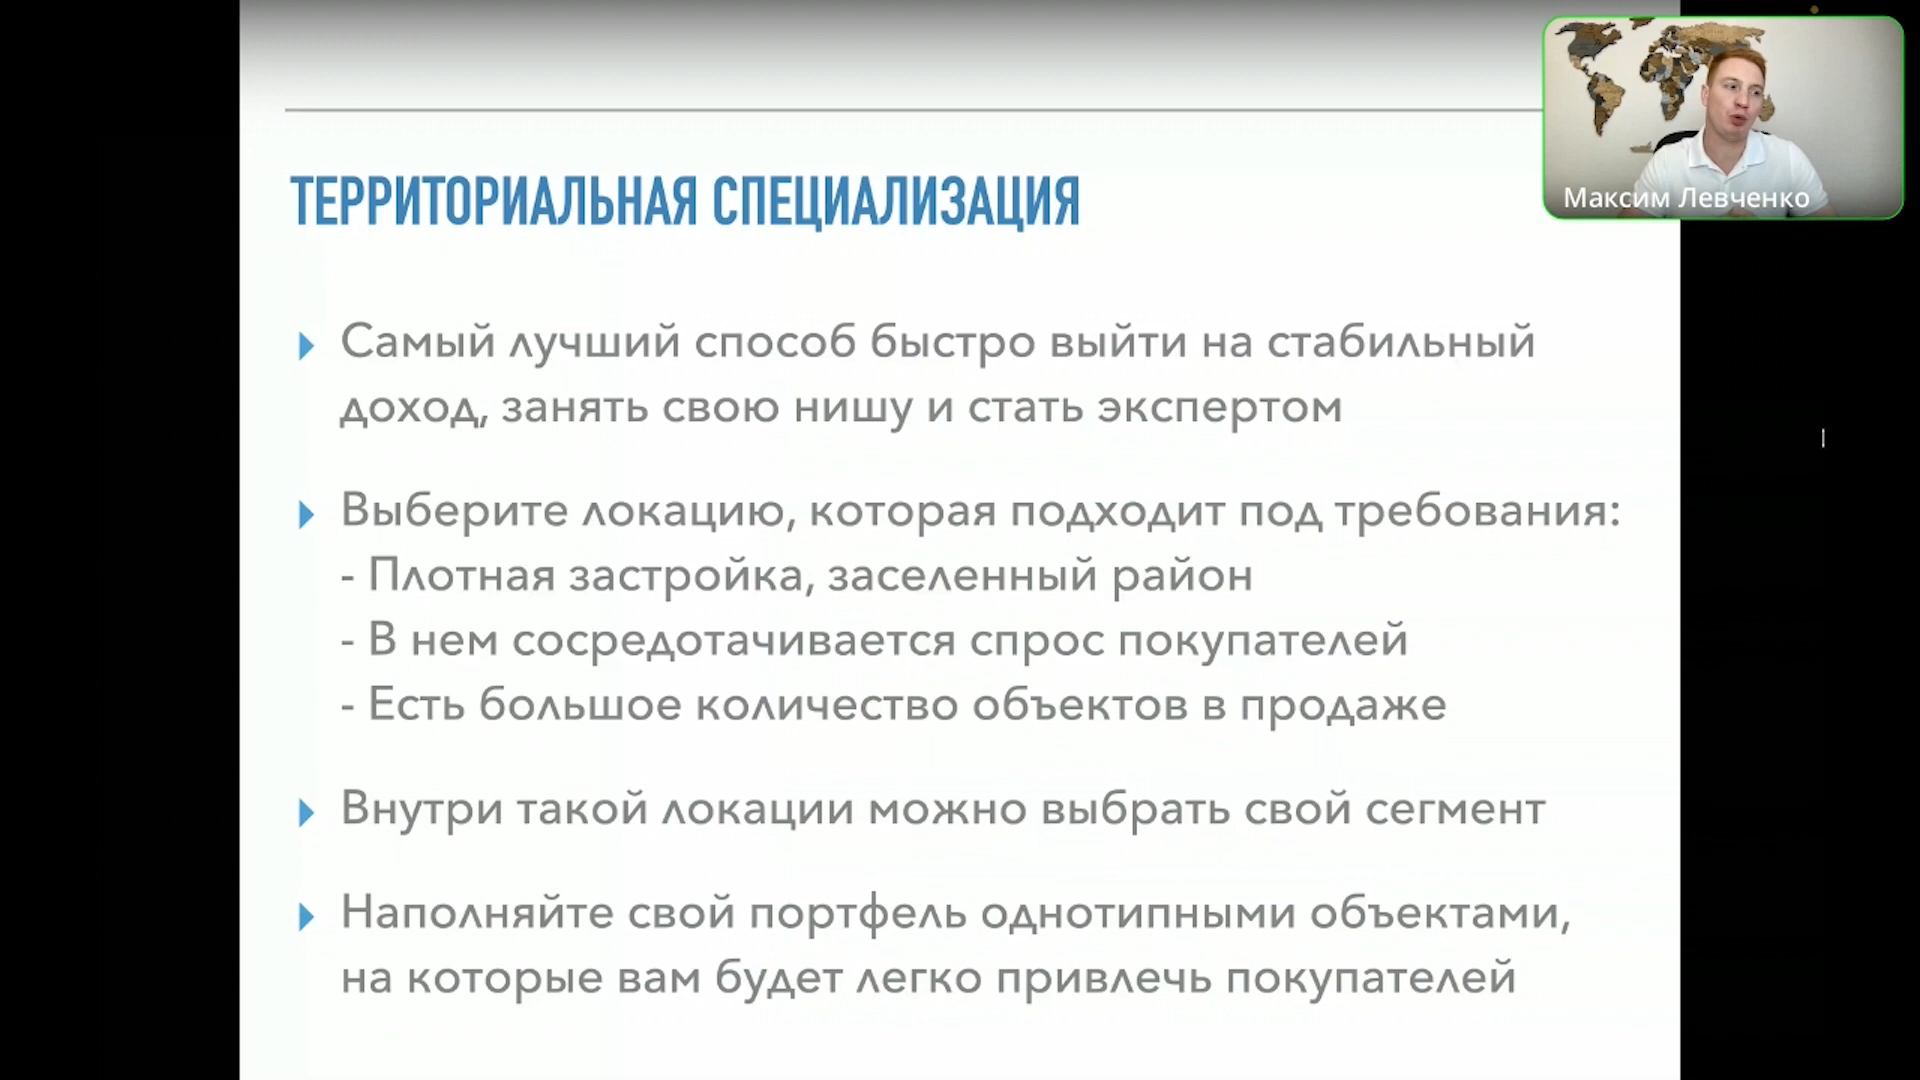 Максим Левченко
ТЕРРИТОРИАЛЬНАЯ СПЕЦИАЛИЗАЦИЯ
Самый лучший способ быстро выйти на стабильный
доход, занять свою нишу и стать экспертом
Выберите локацию, которая подходит под требования:
- Плотная застройка, заселенный район
- В нем сосредотачивается спрос покупателей
- Есть большое количество объектов в продаже
Внутри такой локации можно выбрать свой сегмент
Наполняйте свой портфель однотипными объектами,
на которые вам будет легко привлечь покупателей